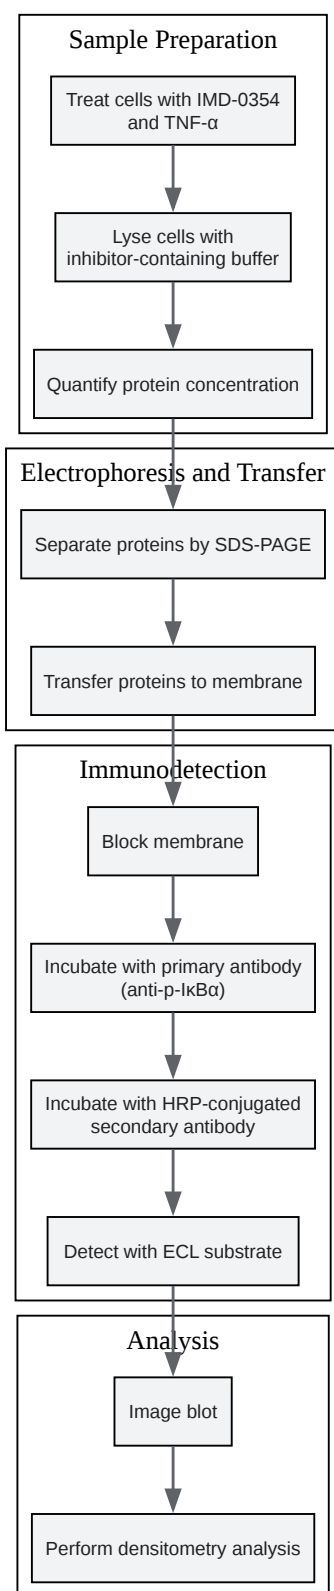 Sample Preparation
Treat cells with IMD-0354
and TNF-α
Lyse cells with
inhibitor-containing buffer
Quantify protein concentration
Electrophoresis and Transfer
Separate proteins by SDS-PAGE
Transfer proteins to membrane
Immunodetection
Block membrane
Incubate with primary antibody
(anti-p-IκBα)
Incubate with HRP-conjugated
secondary antibody
Detect with ECL substrate
Analysis
Image blot
Perform densitometry analysis